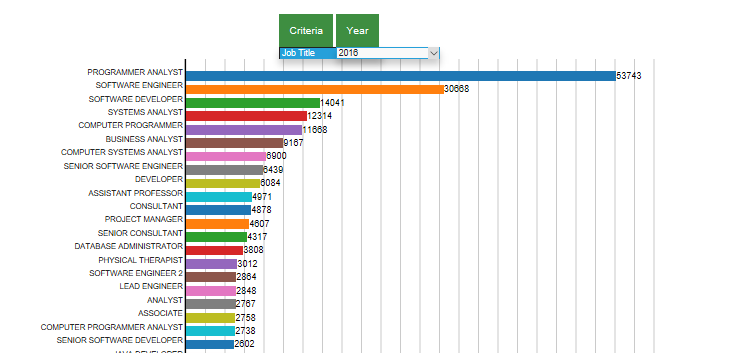 Criteria Year
Job Title 2016
PROGRAMMER ANALYST 53743
SOFTWARE ENGINEER 30668
SOFTWARE DEVELOPER 14041
SYSTEMS ANALYST 12314
COMPUTER PROGRAMMER 11668
BUSINESS ANALYST 9167
COMPUTER SYSTEMS ANALYST 6900
SENIOR SOFTWARE ENGINEER 6439
DEVELOPER 6084
ASSISTANT PROFESSOR 4971
CONSULTANT 4878
PROJECT MANAGER 4607
SENIOR CONSULTANT 4317
DATABASE ADMINISTRATOR 3808
PHYSICAL THERAPIST 3012
SOFTWARE ENGINEER 2 2864
LEAD ENGINEER 2848
ANALYST 2767
ASSOCIATE 2758
COMPUTER PROGRAMMER ANALYST 2738
SENIOR SOFTWARE DEVELOPER 2602
JAVA DEVELOPER